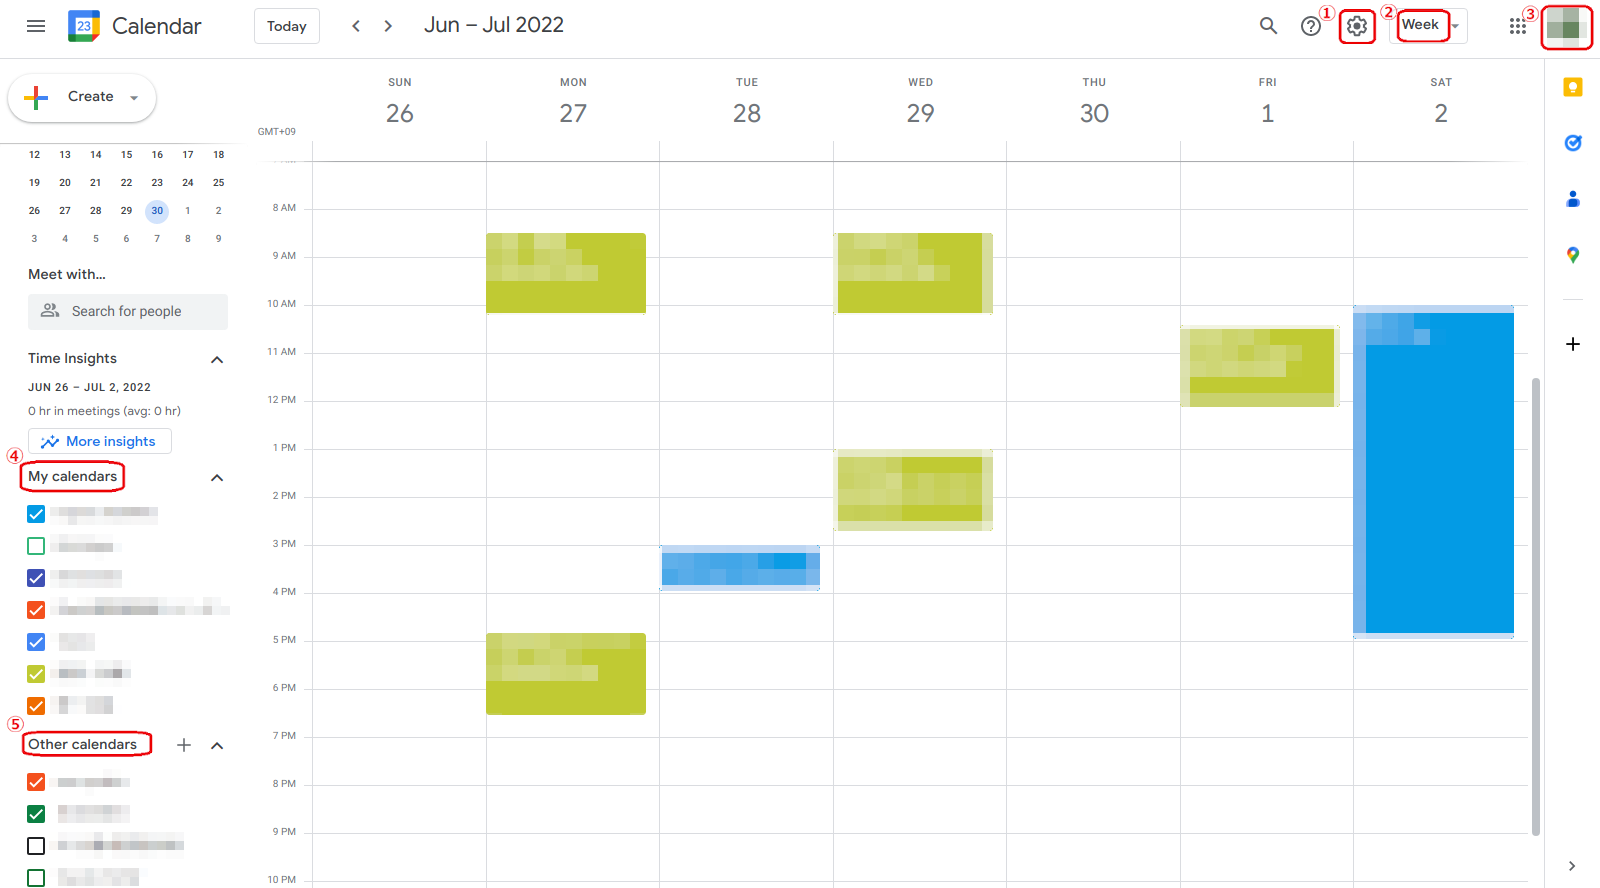 23 Calendar Today Jun – Jul 2022 ① ② Week ③
Create
12 13 14 15 16 17 18
19 20 21 22 23 24 25
26 27 28 29 30 1 2
3 4 5 6 7 8 9
Meet with...
Search for people
Time Insights
JUN 26 – JUL 2, 2022
0 hr in meetings (avg: 0 hr)
More insights
④
My calendars
⑤
Other calendars
SUN MON TUE WED THU FRI SAT
26 27 28 29 30 1 2
GMT+09
8 AM
9 AM
10 AM
11 AM
12 PM
1 PM
2 PM
3 PM
4 PM
5 PM
6 PM
7 PM
8 PM
9 PM
10 PM